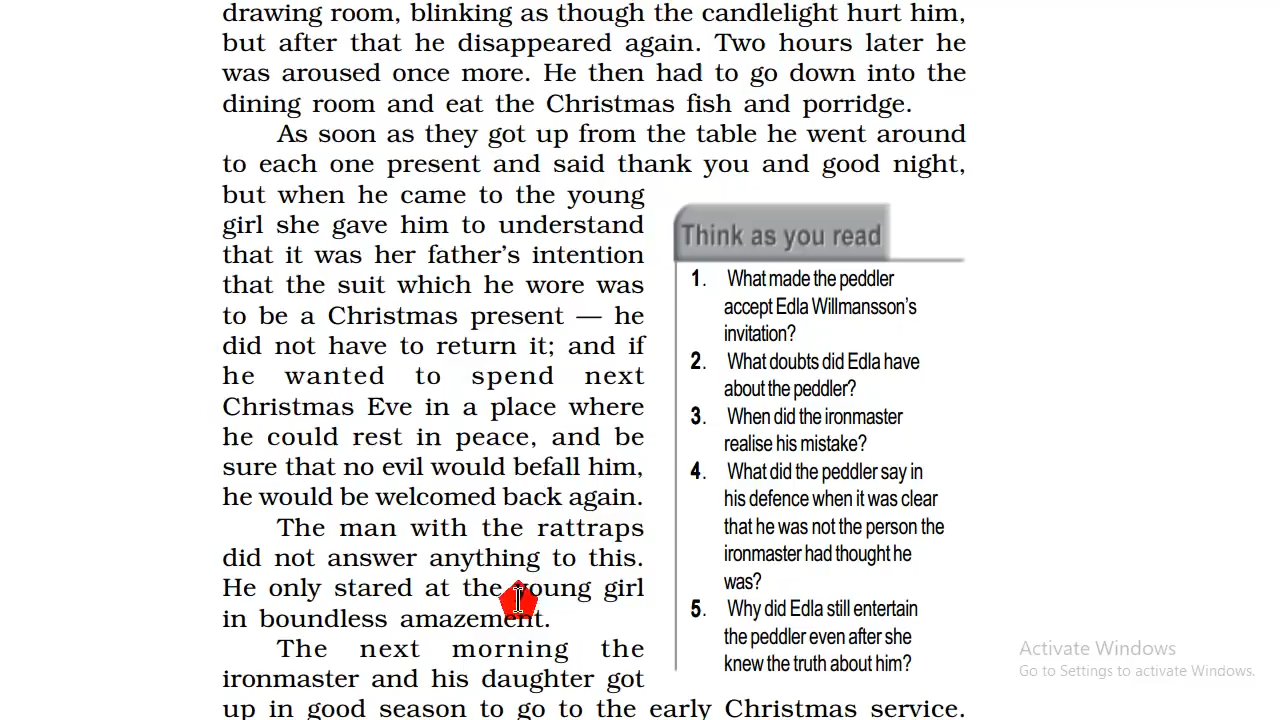 drawing room, blinking as though the candlelight hurt him,
but after that he disappeared again. Two hours later he
was aroused once more. He then had to go down into the
dining room and eat the Christmas fish and porridge.
As soon as they got up from the table he went around
to each one present and said thank you and good night,
but when he came to the young
girl she gave him to understand
that it was her father's intention
that the suit which he wore was
to be a Christmas present — he
did not have to return it; and if
he wanted to spend next
Christmas Eve in a place where
he could rest in peace, and be
sure that no evil would befall him,
he would be welcomed back again.
The man with the rattraps
did not answer anything to this.
He only stared at the young girl
in boundless amazement.
The next morning the
ironmaster and his daughter got
up in good season to go to the early Christmas service.
Think as you read
1. What made the peddler
accept Edla Willmansson's
invitation?
2. What doubts did Edla have
about the peddler?
3. When did the ironmaster
realise his mistake?
4. What did the peddler say in
his defence when it was clear
that he was not the person the
ironmaster had thought he
was?
5. Why did Edla still entertain
the peddler even after she
knew the truth about him?
Activate Windows
Go to Settings to activate Windows.